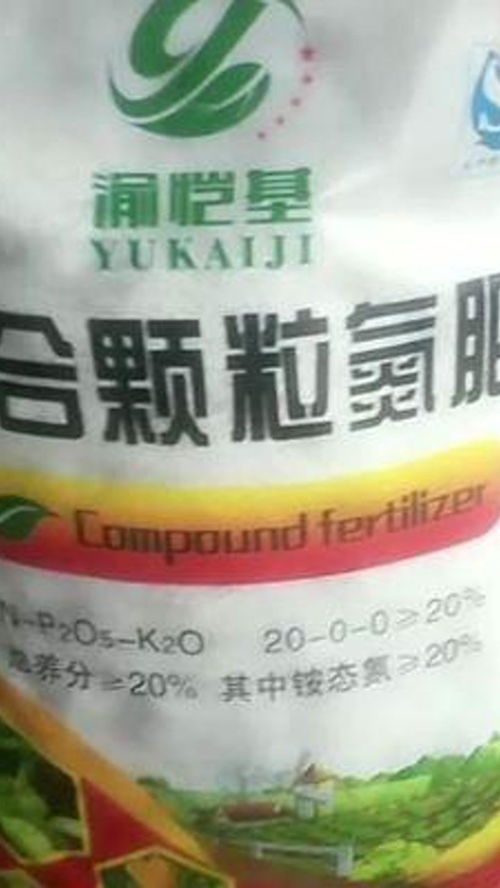 渝恺基
YUKAIJI
合颗粒氮肥
Compound fertilizer
N-P2O5-K2O 20-0-0≥20%
总养分≥20% 其中铵态氮≥20%